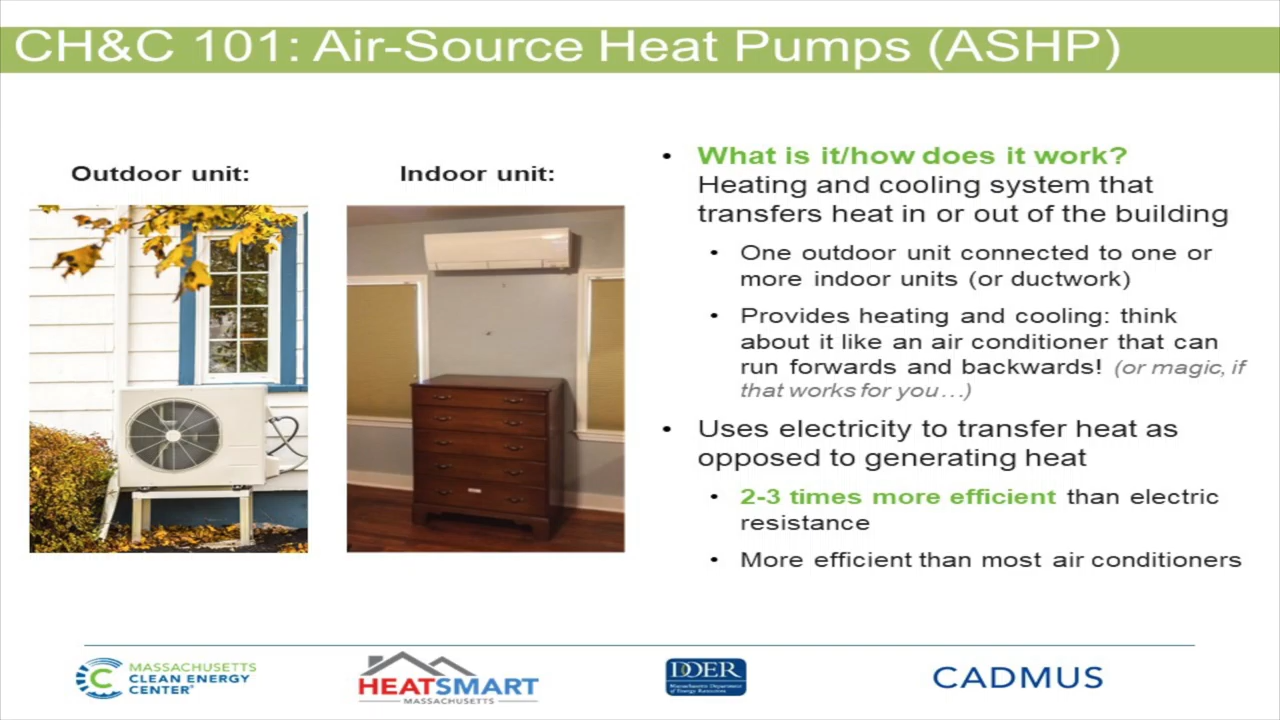 CH&C 101: Air-Source Heat Pumps (ASHP)
Outdoor unit:
Indoor unit:
• What is it/how does it work?
Heating and cooling system that
transfers heat in or out of the building
• One outdoor unit connected to one or
more indoor units (or ductwork)
• Provides heating and cooling: think
about it like an air conditioner that can
run forwards and backwards! (or magic, if
that works for you…)
• Uses electricity to transfer heat as
opposed to generating heat
• 2-3 times more efficient than electric
resistance
• More efficient than most air conditioners
MASSACHUSETTS
CLEAN ENERGY
CENTER
HEATSMART
MASSACHUSETTS
DOER
Massachusetts Department
of Energy Resources
CADMUS